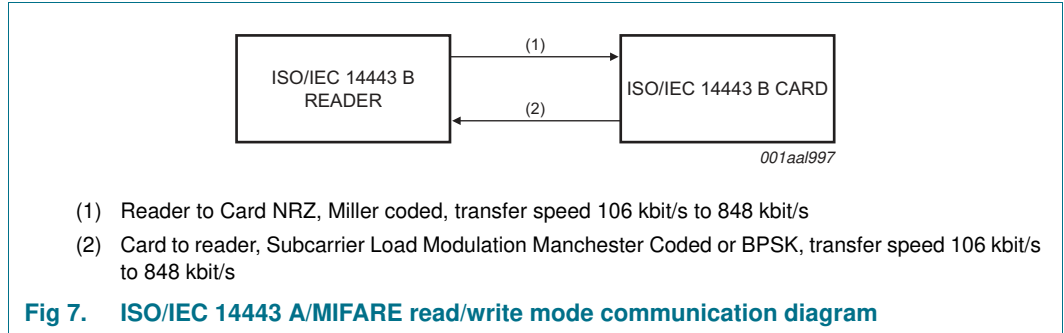 (1)
ISO/IEC 14443 B
READER
ISO/IEC 14443 B CARD
(2)
001aal997
(1) Reader to Card NRZ, Miller coded, transfer speed 106 kbit/s to 848 kbit/s
(2) Card to reader, Subcarrier Load Modulation Manchester Coded or BPSK, transfer speed 106 kbit/s
to 848 kbit/s
Fig 7. ISO/IEC 14443 A/MIFARE read/write mode communication diagram